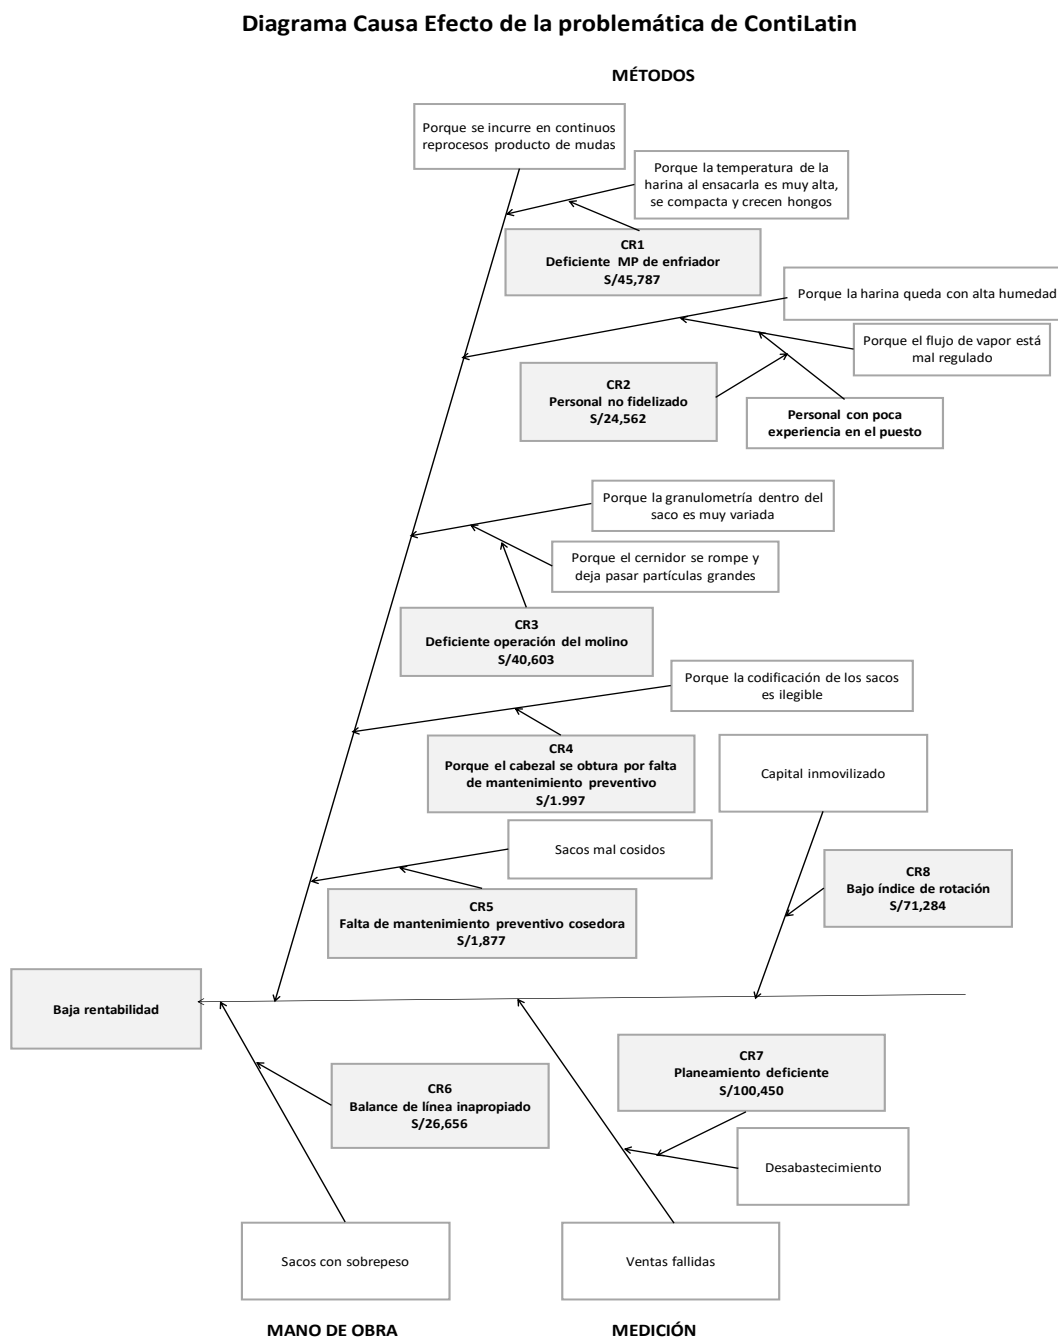 Diagrama Causa Efecto de la problemática de ContiLatin
MÉTODOS
Porque se incurre en continuos
reprocesos producto de mudas
Porque la temperatura de la
harina al ensacarla es muy alta,
se compacta y crecen hongos
CR1
Deficiente MP de enfriador
S/45,787
Porque la harina queda con alta humedad
Porque el flujo de vapor está
mal regulado
CR2
Personal no fidelizado
S/24,562
Personal con poca
experiencia en el puesto
Porque la granulometría dentro del
saco es muy variada
Porque el cernidor se rompe y
deja pasar partículas grandes
CR3
Deficiente operación del molino
S/40,603
Porque la codificación de los sacos
es ilegible
CR4
Porque el cabezal se obtura por falta
de mantenimiento preventivo
S/1.997
Capital inmovilizado
Sacos mal cosidos
CR8
Bajo índice de rotación
S/71,284
CR5
Falta de mantenimiento preventivo cosedora
S/1,877
Baja rentabilidad
CR7
Planeamiento deficiente
S/100,450
CR6
Balance de línea inapropiado
S/26,656
Desabastecimiento
Sacos con sobrepeso
Ventas fallidas
MANO DE OBRA
MEDICIÓN